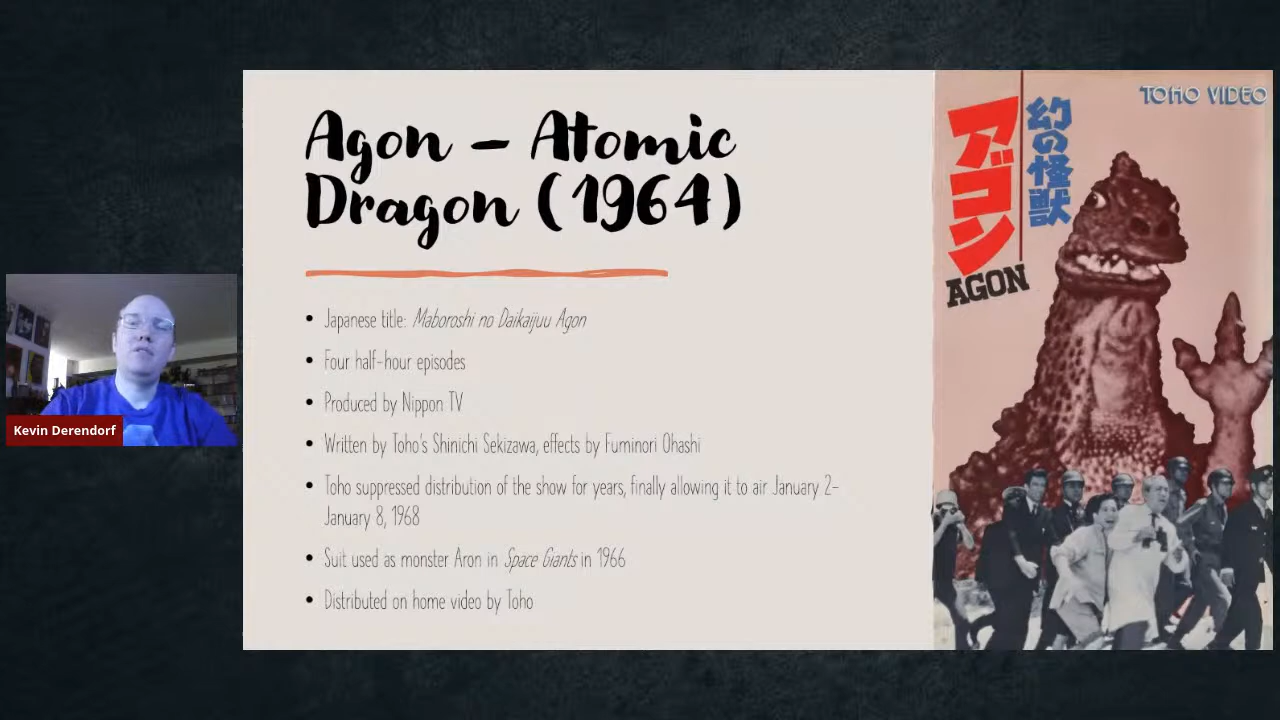 Agon – Atomic
Dragon (1964)
• Japanese title: Maboroshi no Daikaijuu Agon
• Four half-hour episodes
• Produced by Nippon TV
• Written by Toho's Shinichi Sekizawa, effects by Fuminori Ohashi
• Toho suppressed distribution of the show for years, finally allowing it to air January 2-
January 8, 1968
• Suit used as monster Aron in Space Giants in 1966
• Distributed on home video by Toho
TOHO VIDEO
幻の怪獣
アゴン
AGON
Kevin Derendorf